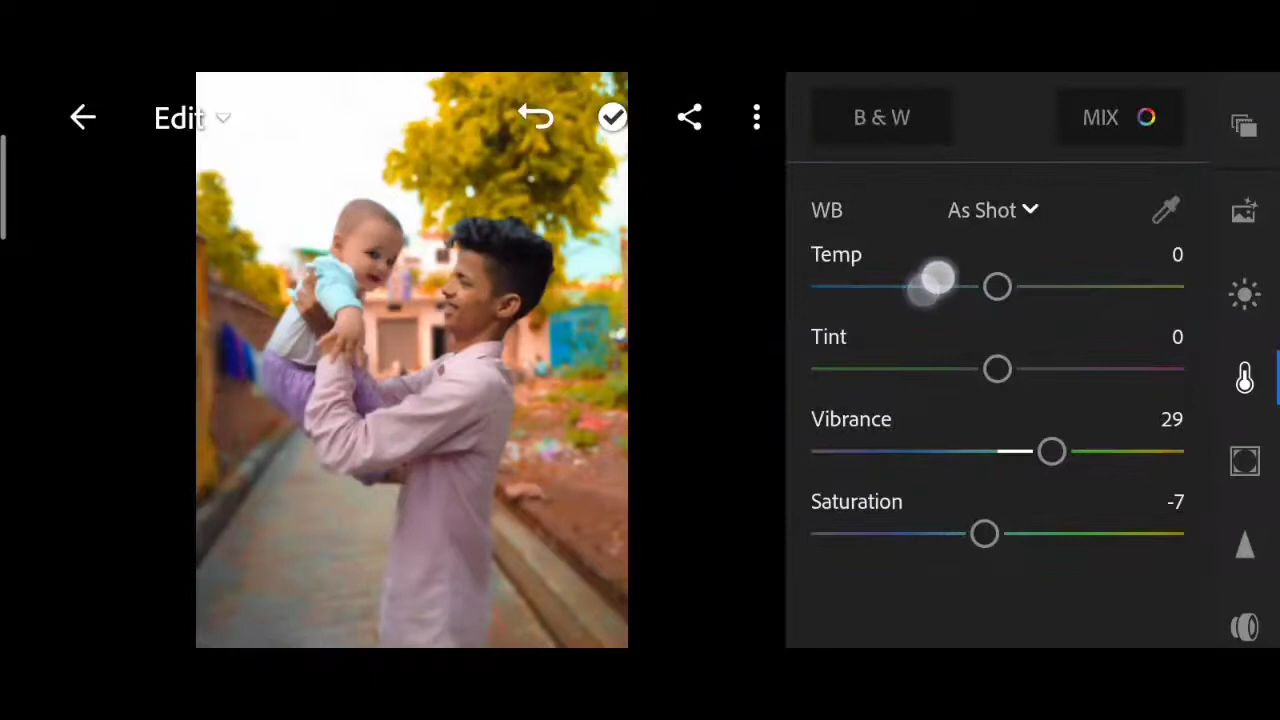 Edit
B & W
MIX
WB As Shot
Temp 0
Tint 0
Vibrance 29
Saturation -7